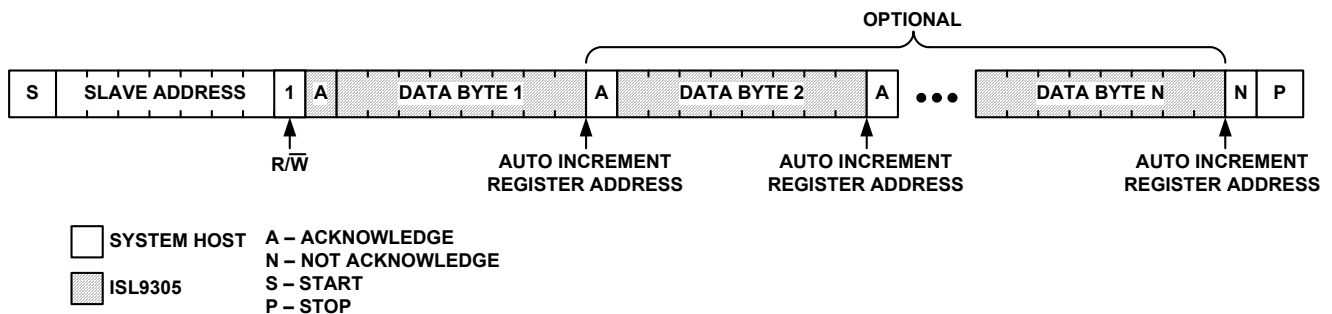 OPTIONAL
S SLAVE ADDRESS 1 A DATA BYTE 1 A DATA BYTE 2 A ●●● DATA BYTE N N P
R/W̅
AUTO INCREMENT
REGISTER ADDRESS
AUTO INCREMENT
REGISTER ADDRESS
AUTO INCREMENT
REGISTER ADDRESS
SYSTEM HOST
ISL9305
A – ACKNOWLEDGE
N – NOT ACKNOWLEDGE
S – START
P – STOP